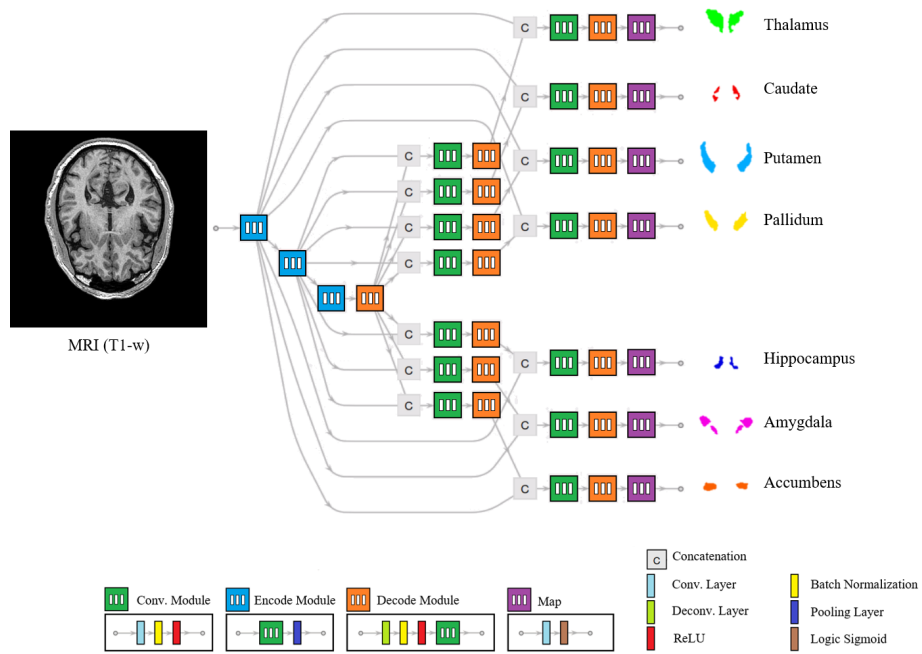 Thalamus
C
Caudate
C
MRI (T1-w)
C
Putamen
C
C
Pallidum
C
C
C
C
C
Hippocampus
C
C
Amygdala
C
C
Accumbens
C
C Concatenation
Conv. Module
Encode Module
Decode Module
Map
Conv. Layer
Batch Normalization
Deconv. Layer
Pooling Layer
ReLU
Logic Sigmoid